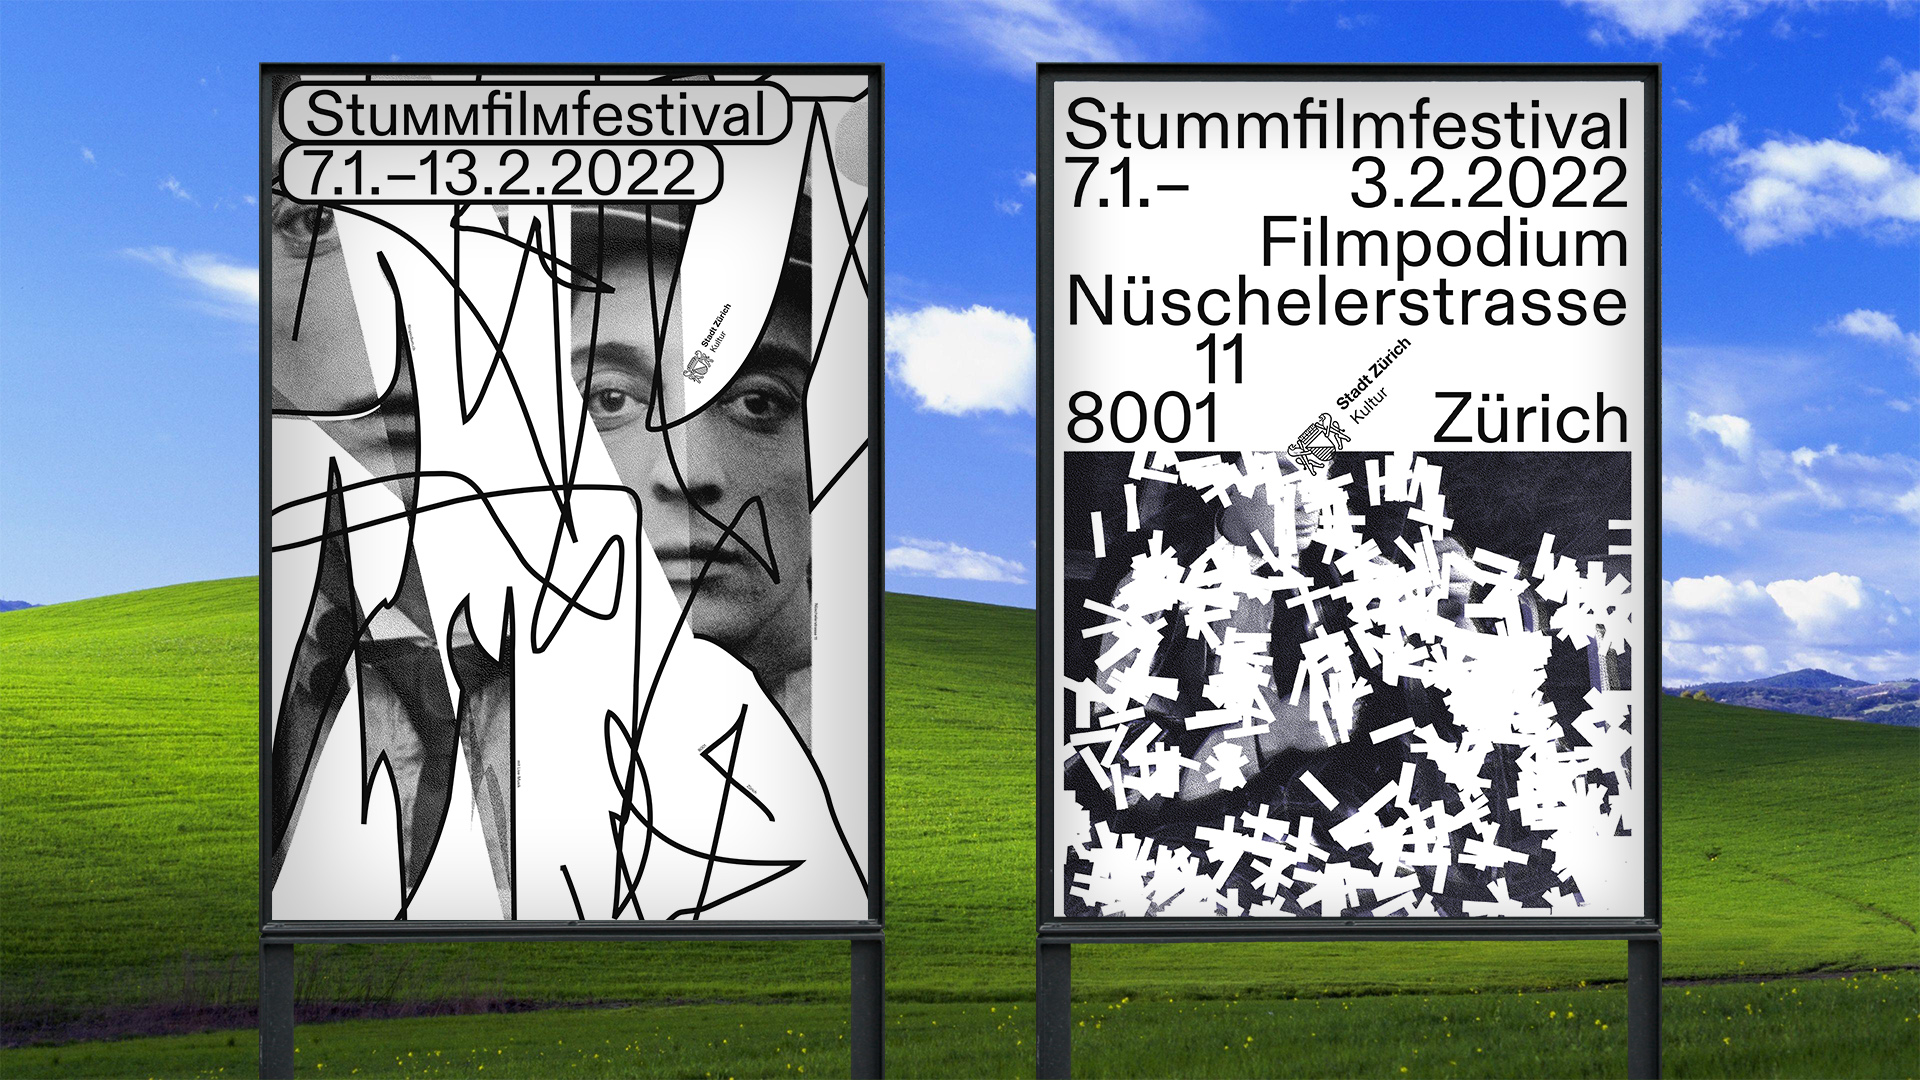 Stummfilmfestival
7.1.–13.2.2022
Stadt Zürich
Kultur
Stummfilmfestival
7.1.– 3.2.2022
Filmpodium
Nüschelerstrasse
11
8001 Zürich
Stadt Zürich
Kultur